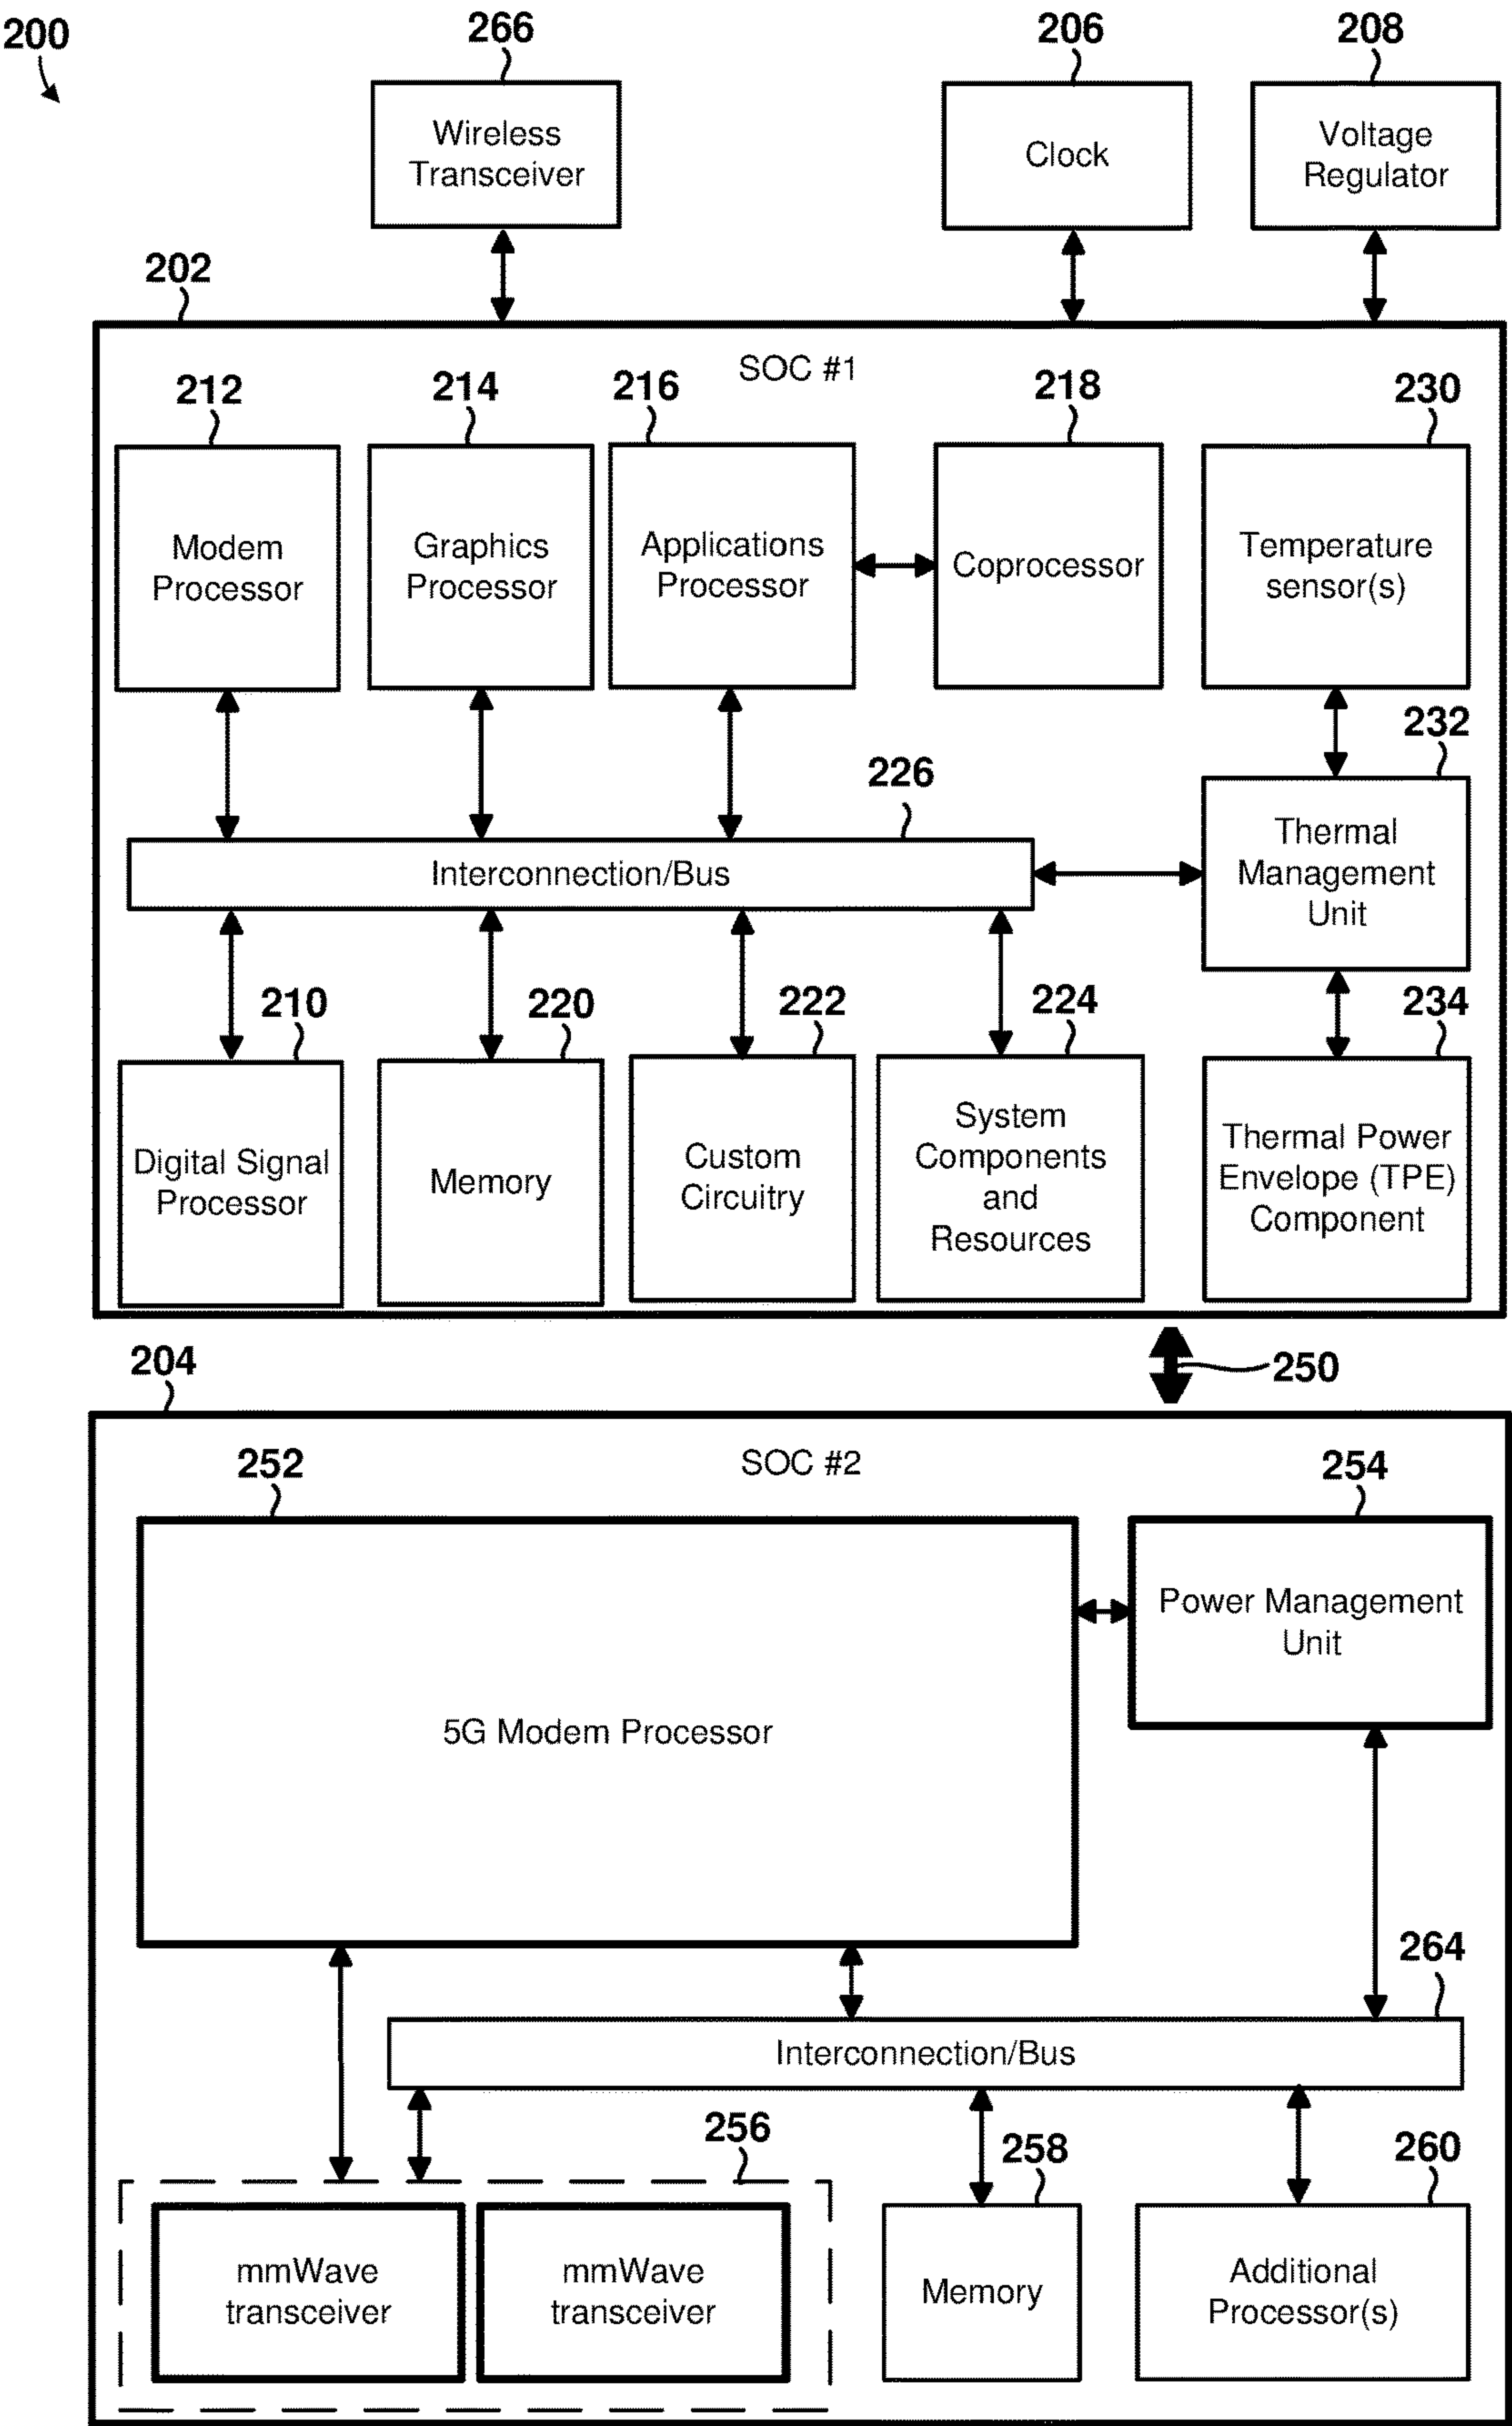 200
266
206
208
Wireless
Transceiver
Clock
Voltage
Regulator
202
SOC #1
212
214
216
218
230
Modem
Processor
Graphics
Processor
Applications
Processor
Coprocessor
Temperature
sensor(s)
232
226
Interconnection/Bus
Thermal
Management
Unit
210
220
222
224
234
Digital Signal
Processor
Memory
Custom
Circuitry
System
Components
and
Resources
Thermal Power
Envelope (TPE)
Component
204
250
SOC #2
252
254
5G Modem Processor
Power Management
Unit
264
Interconnection/Bus
256
258
260
mmWave
transceiver
mmWave
transceiver
Memory
Additional
Processor(s)